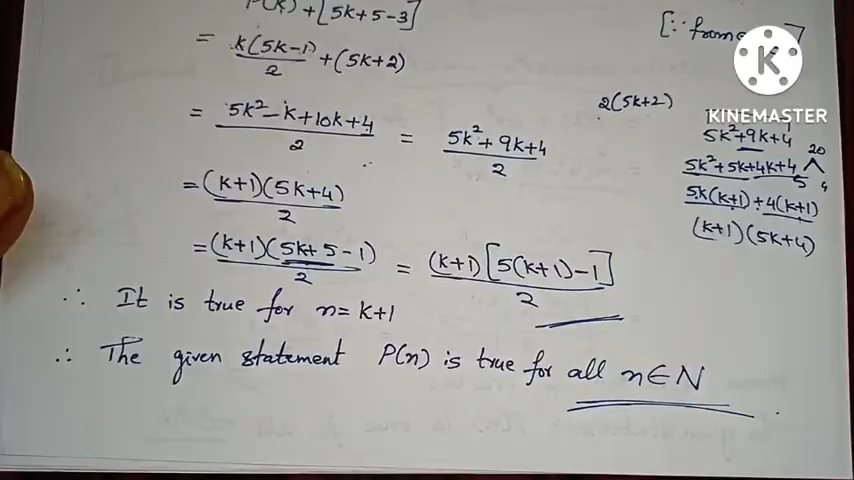 P(k) + [5k+5-3]
[∵ from
= k(5k-1)/2 + (5k+2)
2(5k+2)
K
KINEMASTER
= 5k²-k+10k+4/2 = 5k²+9k+4/2
5k²+9k+4
20
5k²+5k+4k+4
5 4
5k(k+1)+4(k+1)
(k+1)(5k+4)
= (k+1)(5k+4)/2
= (k+1)(5k+5-1)/2 = (k+1)[5(k+1)-1]/2
∴ It is true for n=k+1
∴ The given statement P(n) is true for all n∈N